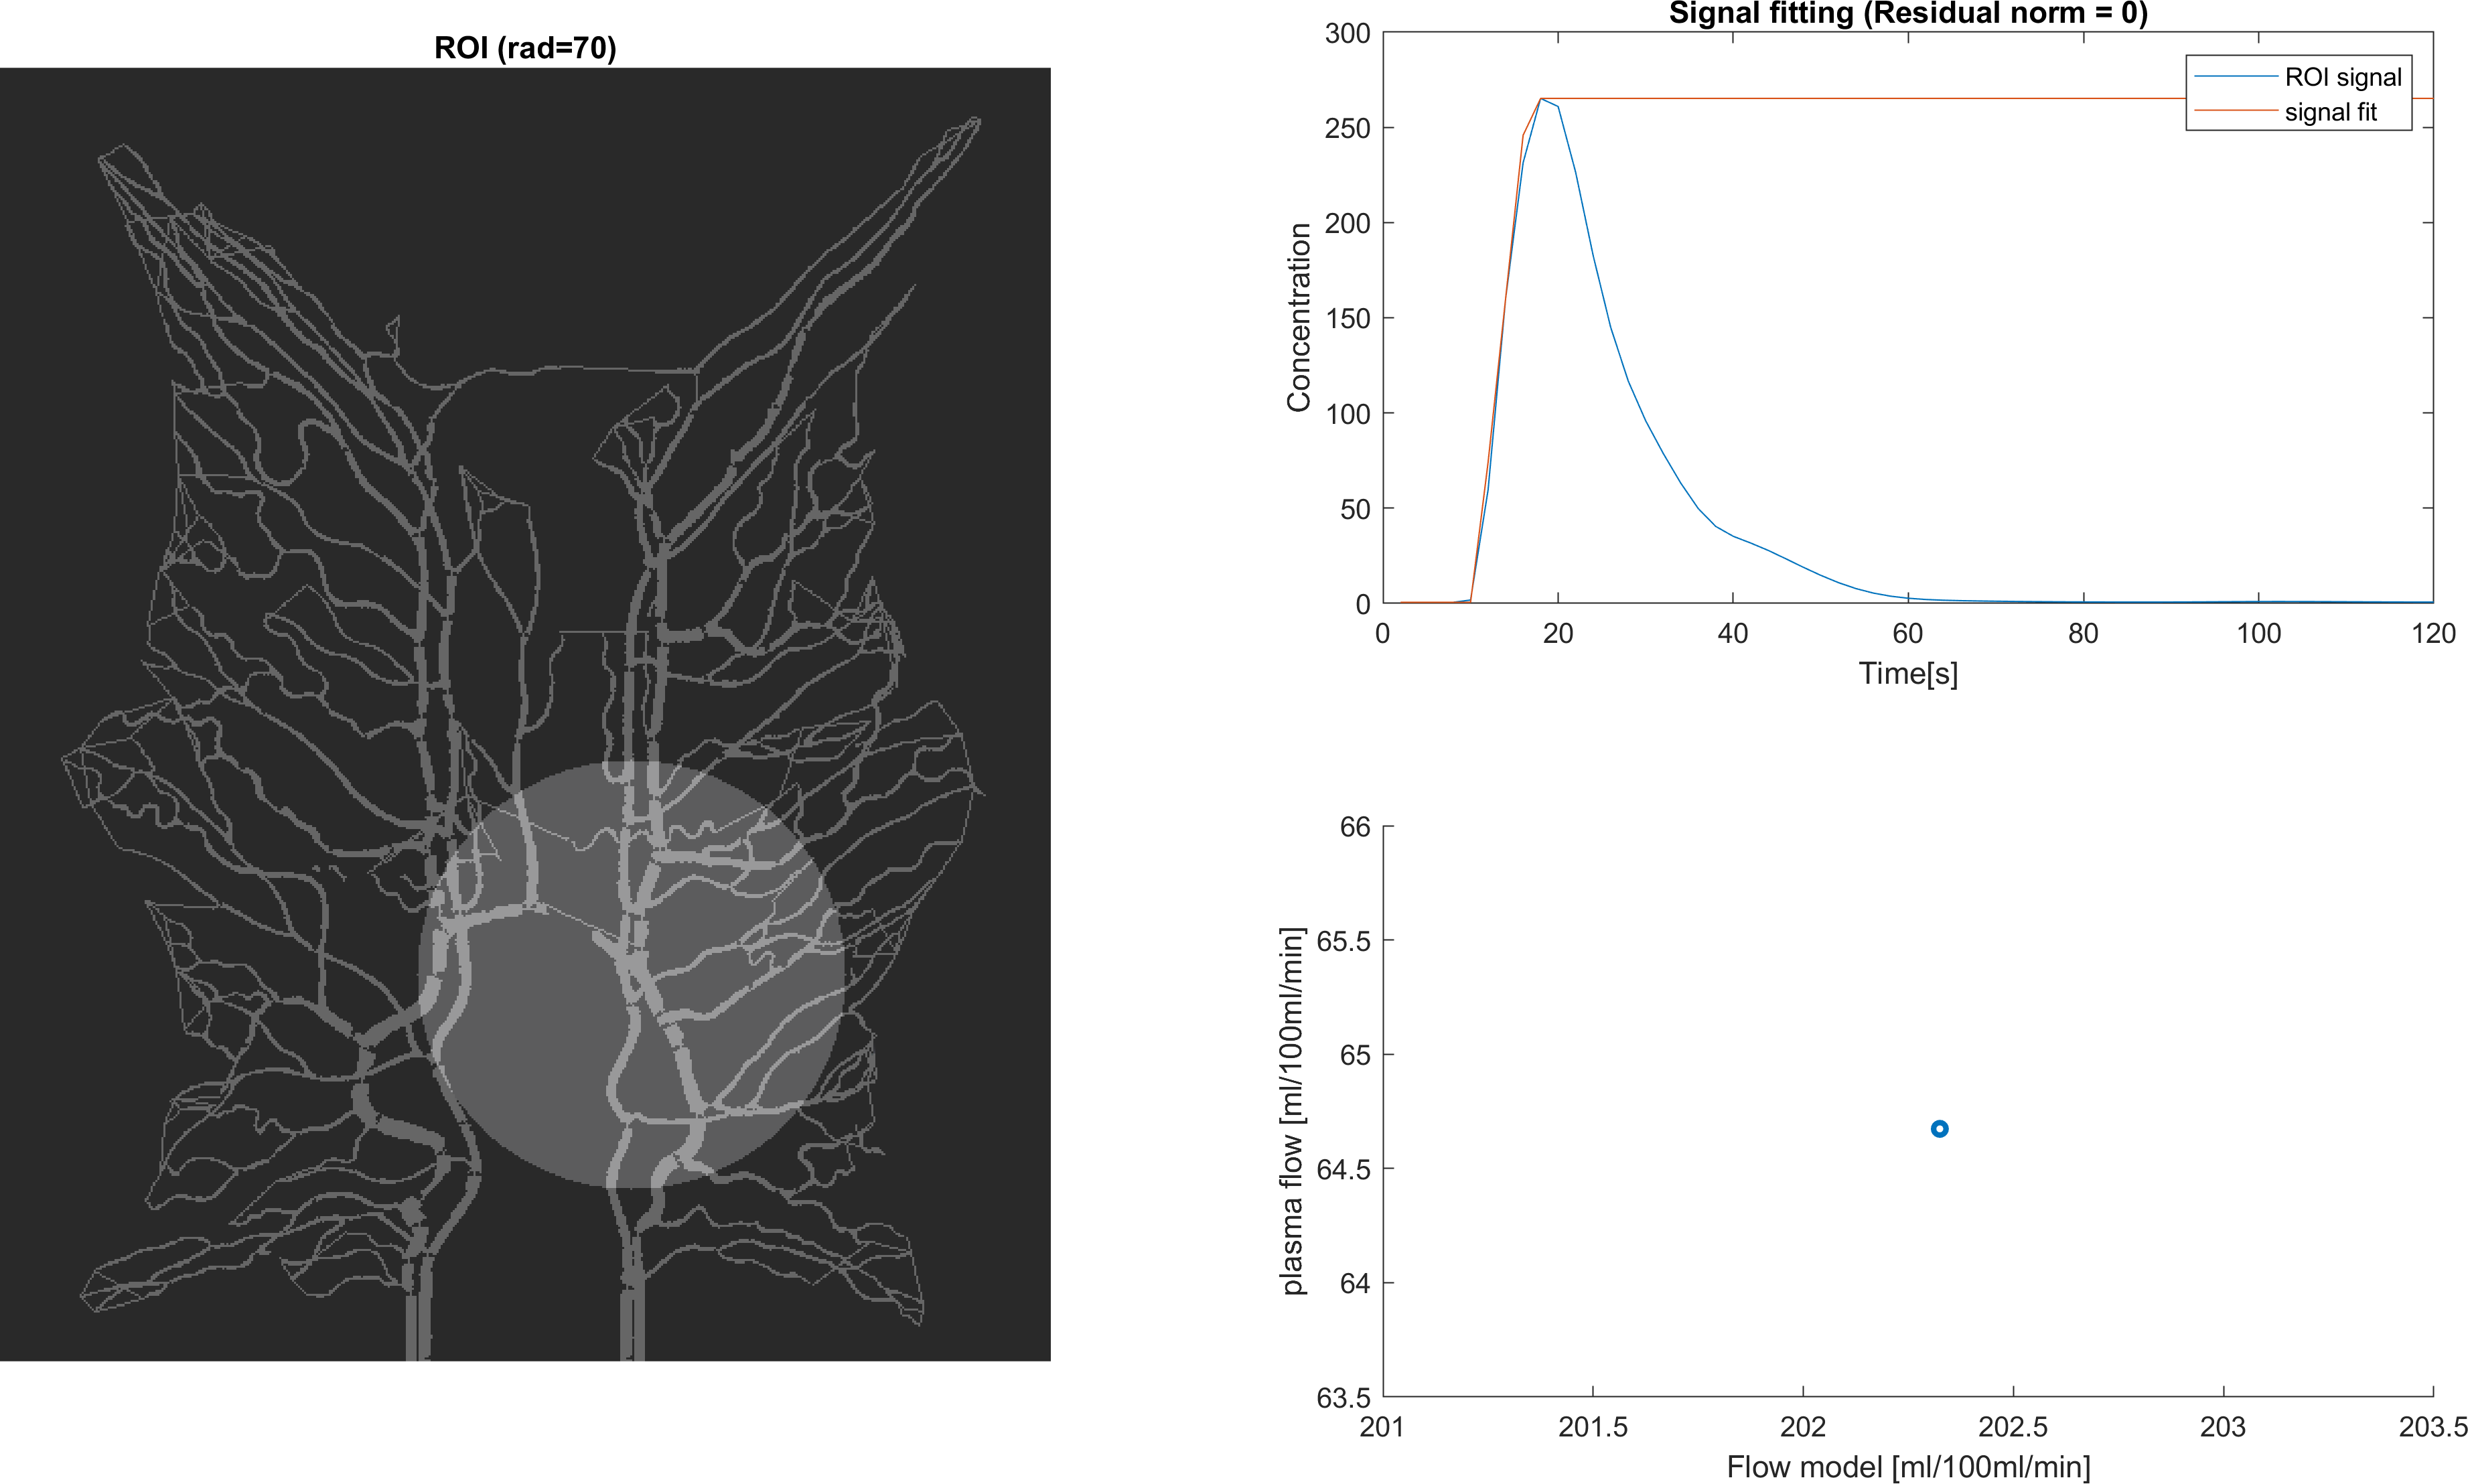 ROI (rad=70)
Signal fitting (Residual norm = 0)
300
250
200
150
100
50
0
Concentration
ROI signal
signal fit
0 20 40 60 80 100 120
Time[s]
66
65.5
65
64.5
64
63.5
plasma flow [ml/100ml/min]
201 201.5 202 202.5 203 203.5
Flow model [ml/100ml/min]